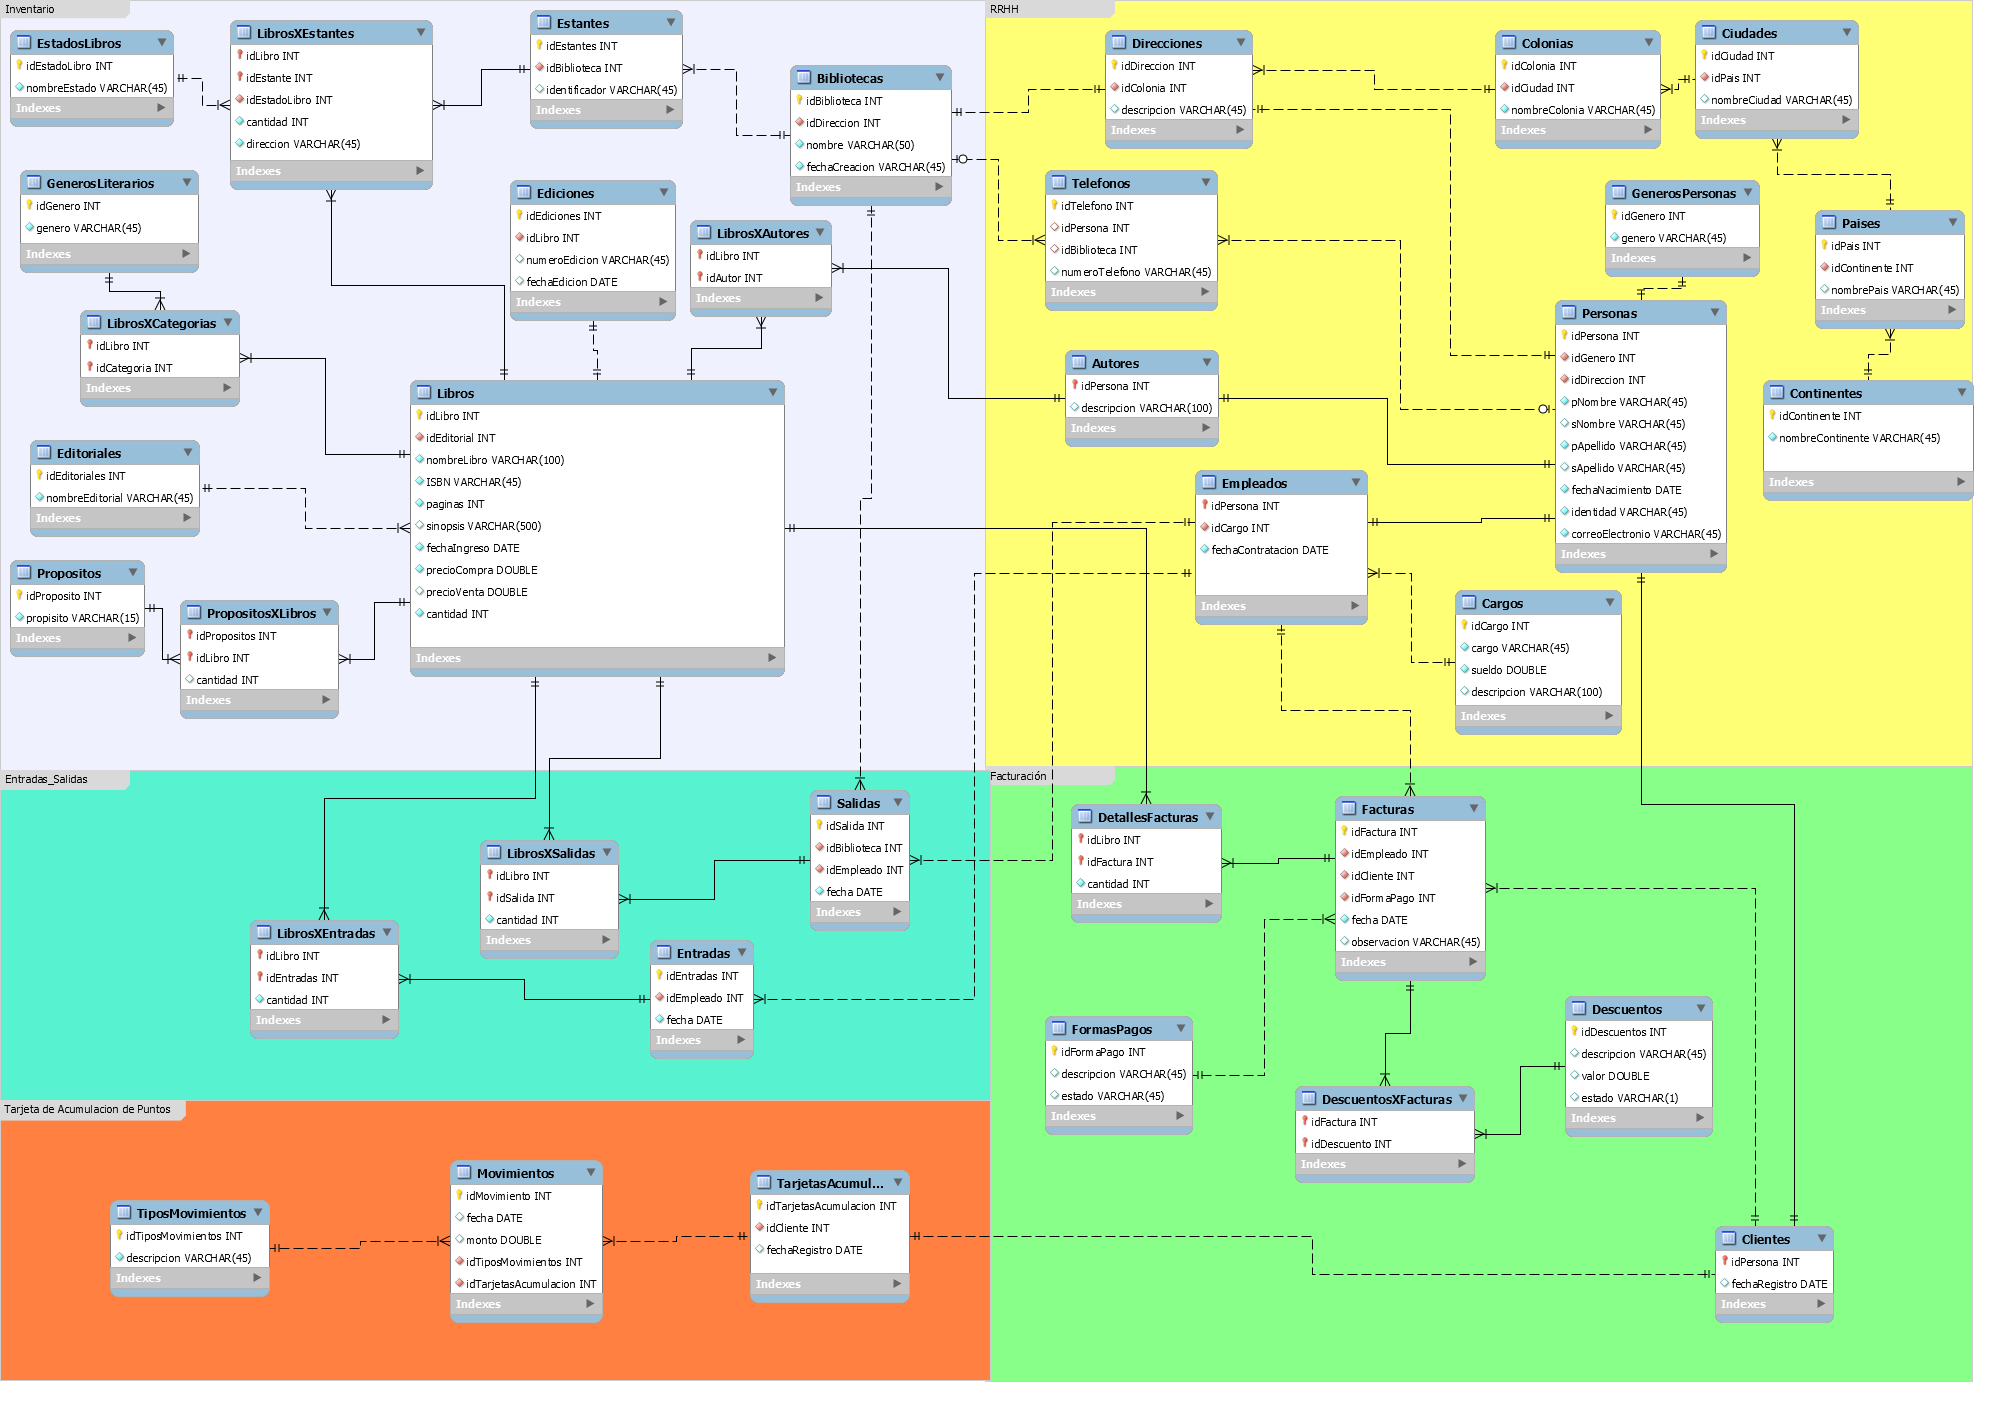 Inventario
EstadosLibros
idEstadoLibro INT
nombreEstado VARCHAR(45)
Indexes
LibrosXEstantes
idLibro INT
idEstante INT
idEstadoLibro INT
cantidad INT
direccion VARCHAR(45)
Indexes
Estantes
idEstantes INT
idBiblioteca INT
identificador VARCHAR(45)
Indexes
Bibliotecas
idBiblioteca INT
idDireccion INT
nombre VARCHAR(50)
fechaCreacion VARCHAR(45)
Indexes
GenerosLiterarios
idGenero INT
genero VARCHAR(45)
Indexes
Ediciones
idEdiciones INT
idLibro INT
numeroEdicion VARCHAR(45)
fechaEdicion DATE
Indexes
LibrosXAutores
idLibro INT
idAutor INT
Indexes
LibrosXCategorias
idLibro INT
idCategoria INT
Indexes
Libros
idLibro INT
idEditorial INT
nombreLibro VARCHAR(100)
ISBN VARCHAR(45)
paginas INT
sinopsis VARCHAR(500)
fechaIngreso DATE
precioCompra DOUBLE
precioVenta DOUBLE
cantidad INT
Indexes
Editoriales
idEditoriales INT
nombreEditorial VARCHAR(45)
Indexes
Propositos
idProposito INT
propisito VARCHAR(15)
Indexes
PropositosXLibros
idPropositos INT
idLibro INT
cantidad INT
Indexes
RRHH
Direcciones
idDireccion INT
idColonia INT
descripcion VARCHAR(45)
Indexes
Colonias
idColonia INT
idCiudad INT
nombreColonia VARCHAR(45)
Indexes
Ciudades
idCiudad INT
idPais INT
nombreCiudad VARCHAR(45)
Indexes
Telefonos
idTelefono INT
idPersona INT
idBiblioteca INT
numeroTelefono VARCHAR(45)
Indexes
GenerosPersonas
idGenero INT
genero VARCHAR(45)
Indexes
Paises
idPais INT
idContinente INT
nombrePais VARCHAR(45)
Indexes
Personas
idPersona INT
idGenero INT
idDireccion INT
pNombre VARCHAR(45)
sNombre VARCHAR(45)
pApellido VARCHAR(45)
sApellido VARCHAR(45)
fechaNacimiento DATE
identidad VARCHAR(45)
correoElectronio VARCHAR(45)
Indexes
Autores
idPersona INT
descripcion VARCHAR(100)
Indexes
Continentes
idContinente INT
nombreContinente VARCHAR(45)
Indexes
Empleados
idPersona INT
idCargo INT
fechaContratacion DATE
Indexes
Cargos
idCargo INT
cargo VARCHAR(45)
sueldo DOUBLE
descripcion VARCHAR(100)
Indexes
Entradas_Salidas
Salidas
idSalida INT
idBiblioteca INT
idEmpleado INT
fecha DATE
Indexes
LibrosXSalidas
idLibro INT
idSalida INT
cantidad INT
Indexes
LibrosXEntradas
idLibro INT
idEntradas INT
cantidad INT
Indexes
Entradas
idEntradas INT
idEmpleado INT
fecha DATE
Indexes
Facturación
DetallesFacturas
idLibro INT
idFactura INT
cantidad INT
Indexes
Facturas
idFactura INT
idEmpleado INT
idCliente INT
idFormaPago INT
fecha DATE
observacion VARCHAR(45)
Indexes
FormasPagos
idFormaPago INT
descripcion VARCHAR(45)
estado VARCHAR(45)
Indexes
Descuentos
idDescuentos INT
descripcion VARCHAR(45)
valor DOUBLE
estado VARCHAR(1)
Indexes
DescuentosXFacturas
idFactura INT
idDescuento INT
Indexes
Clientes
idPersona INT
fechaRegistro DATE
Indexes
Tarjeta de Acumulacion de Puntos
TiposMovimientos
idTiposMovimientos INT
descripcion VARCHAR(45)
Indexes
Movimientos
idMovimiento INT
fecha DATE
monto DOUBLE
idTiposMovimientos INT
idTarjetasAcumulacion INT
Indexes
TarjetasAcumul...
idTarjetasAcumulacion INT
idCliente INT
fechaRegistro DATE
Indexes